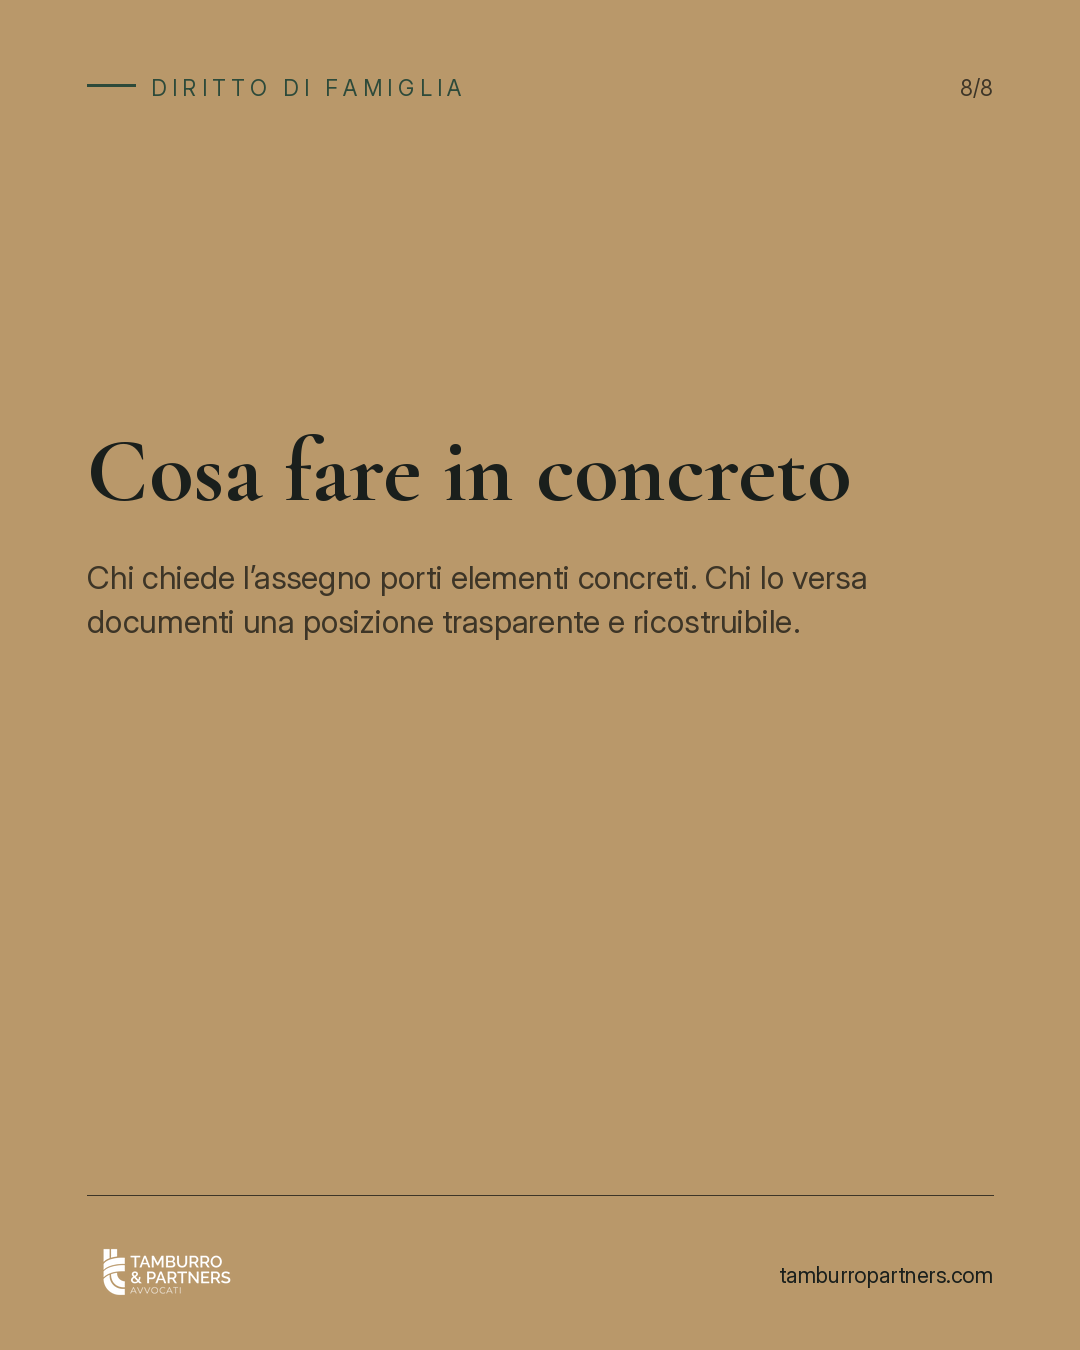 DIRITTO DI FAMIGLIA
8/8
Cosa fare in concreto
Chi chiede l’assegno porti elementi concreti. Chi lo versa
documenti una posizione trasparente e ricostruibile.
TAMBURRO
& PARTNERS
AVVOCATI
tamburropartners.com